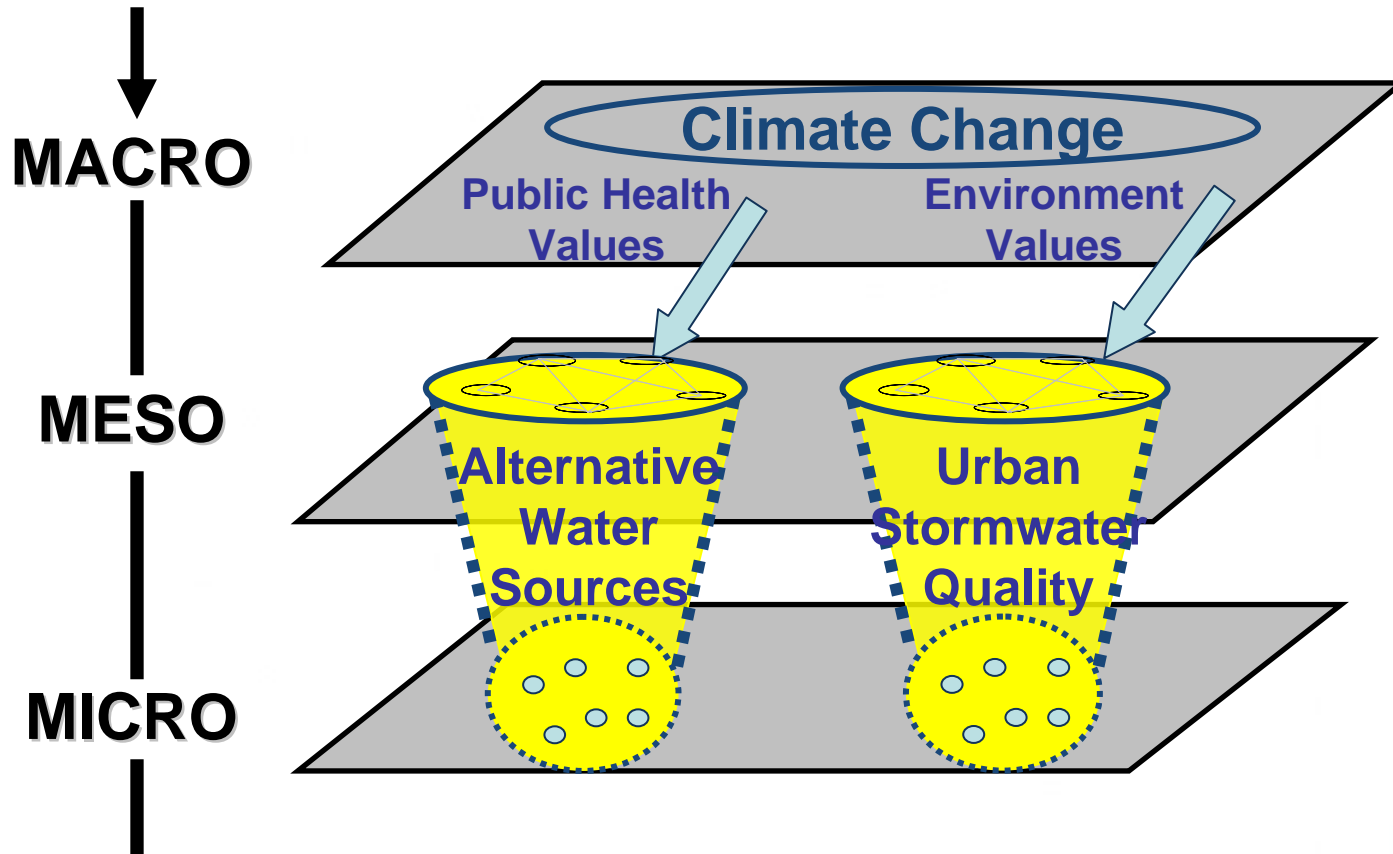 MACRO
Climate Change
Public Health
Values
Environment
Values
MESO
Alternative
Water
Sources
Urban
Stormwater
Quality
MICRO